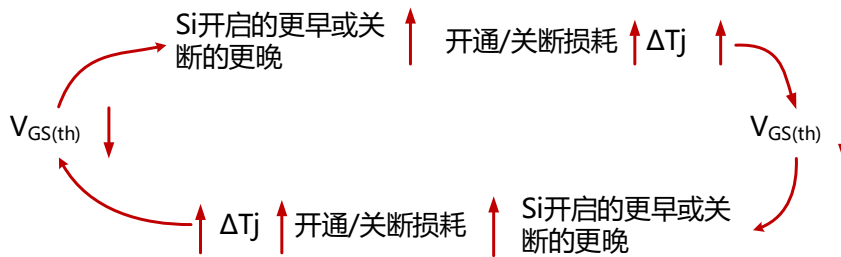 Si开启的更早或关
断的更晚
开通/关断损耗
ΔTj
VGS(th)
VGS(th)
ΔTj
开通/关断损耗
Si开启的更早或关
断的更晚